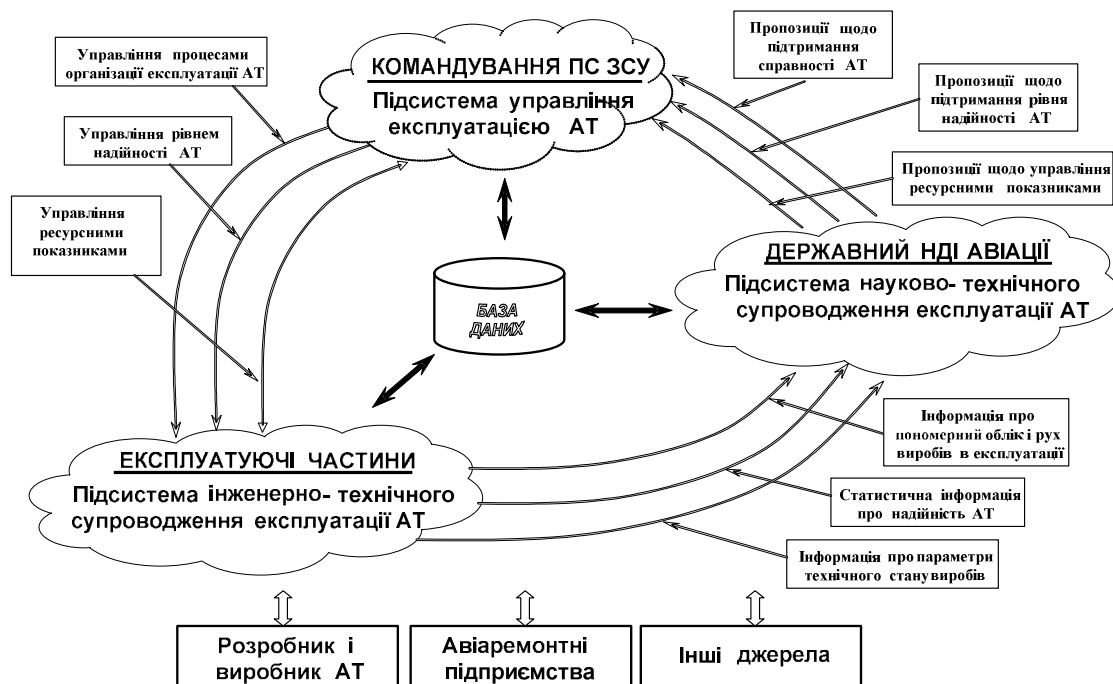 Управління процесами
організації експлуатації АТ
Управління рівнем
надійності АТ
Управління
ресурсними
показниками
КОМАНДУВАННЯ ПС ЗСУ
Підсистема управління
експлуатацією АТ
Пропозиції щодо
підтримання
справності АТ
Пропозиції щодо
підтримання рівня
надійності АТ
Пропозиції щодо управління
ресурсними показниками
ДЕРЖАВНИЙ НДІ АВІАЦІЇ
Підсистема науково- технічного
супроводження експлуатації АТ
БАЗА
ДАНИХ
ЕКСПЛУАТУЮЧІ ЧАСТИНИ
Підсистема інженерно- технічного
супроводження експлуатації АТ
Інформація про
пономерний облік і рух
виробів в експлуатації
Статистична інформація
про надійність АТ
Інформація про параметри
технічного стану виробів
Розробник і
виробник АТ
Авіаремонтні
підприємства
Інші джерела